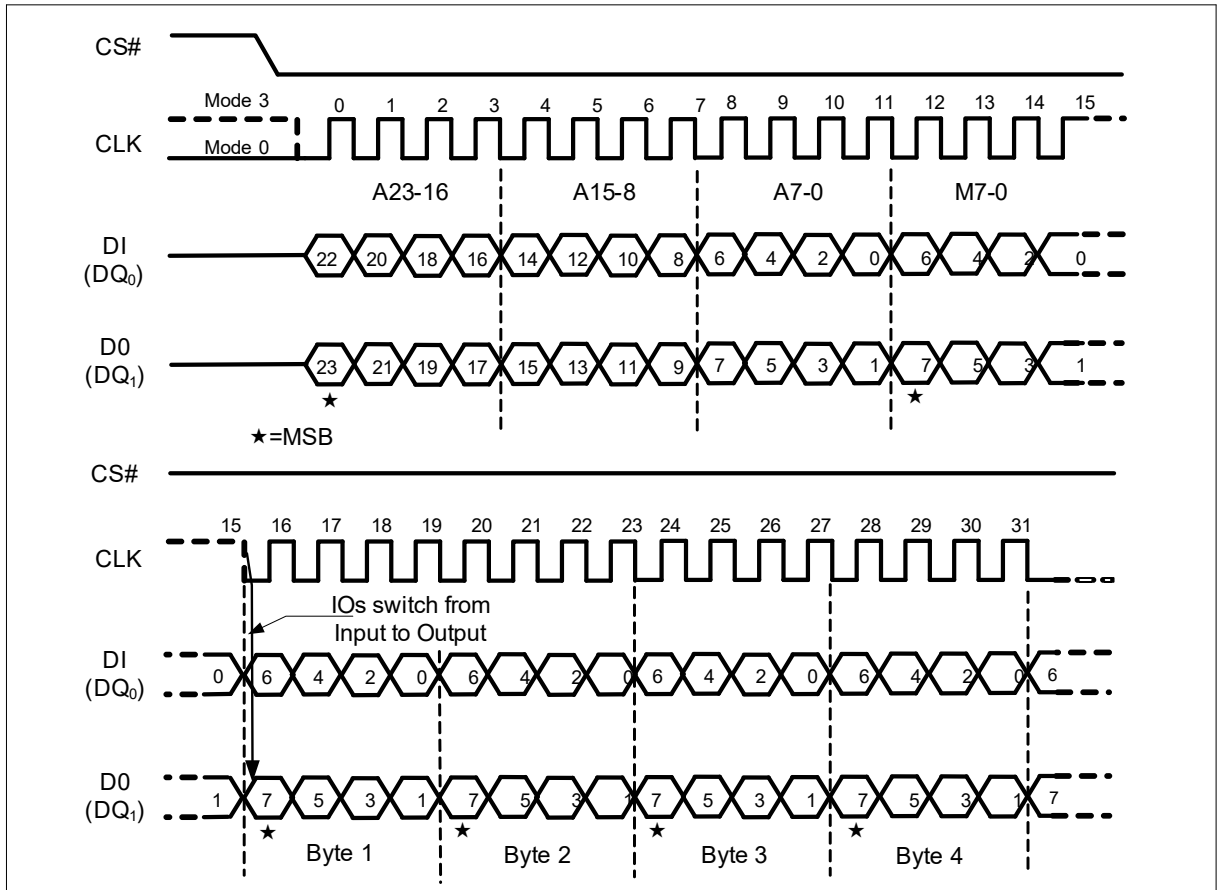 CS#
Mode 3
0 1 2 3 4 5 6 7 8 9 10 11 12 13 14 15
CLK
Mode 0
A23-16 A15-8 A7-0 M7-0
DI
(DQ₀)
22 20 18 16 14 12 10 8 6 4 2 0 6 4 2 0
D0
(DQ₁)
23 21 19 17 15 13 11 9 7 5 3 1 7 5 3 1
★ ★
★=MSB
CS#
15 16 17 18 19 20 21 22 23 24 25 26 27 28 29 30 31
CLK
IOs switch from
Input to Output
DI
(DQ₀)
0 6 4 2 0 6 4 2 0 6 4 2 0 6 4 2 0 6
D0
(DQ₁)
1 7 5 3 1 7 5 3 1 7 5 3 1 7 5 3 1 7
★ ★ ★ ★
Byte 1 Byte 2 Byte 3 Byte 4